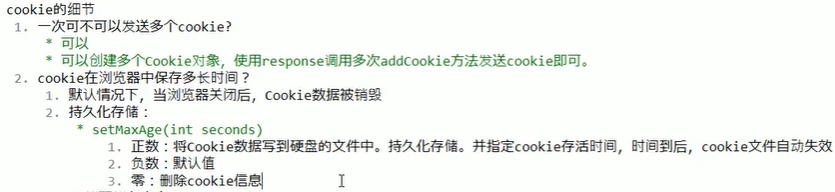 cookie的细节
1. 一次可不可以发送多个cookie?
* 可以
* 可以创建多个Cookie对象，使用response调用多次addCookie方法发送cookie即可。
2. cookie在浏览器中保存多长时间？
1. 默认情况下，当浏览器关闭后，Cookie数据被销毁
2. 持久化存储：
* setMaxAge(int seconds)
1. 正数：将Cookie数据写到硬盘的文件中。持久化存储。并指定cookie存活时间，时间到后，cookie文件自动失效
2. 负数：默认值
3. 零：删除cookie信息